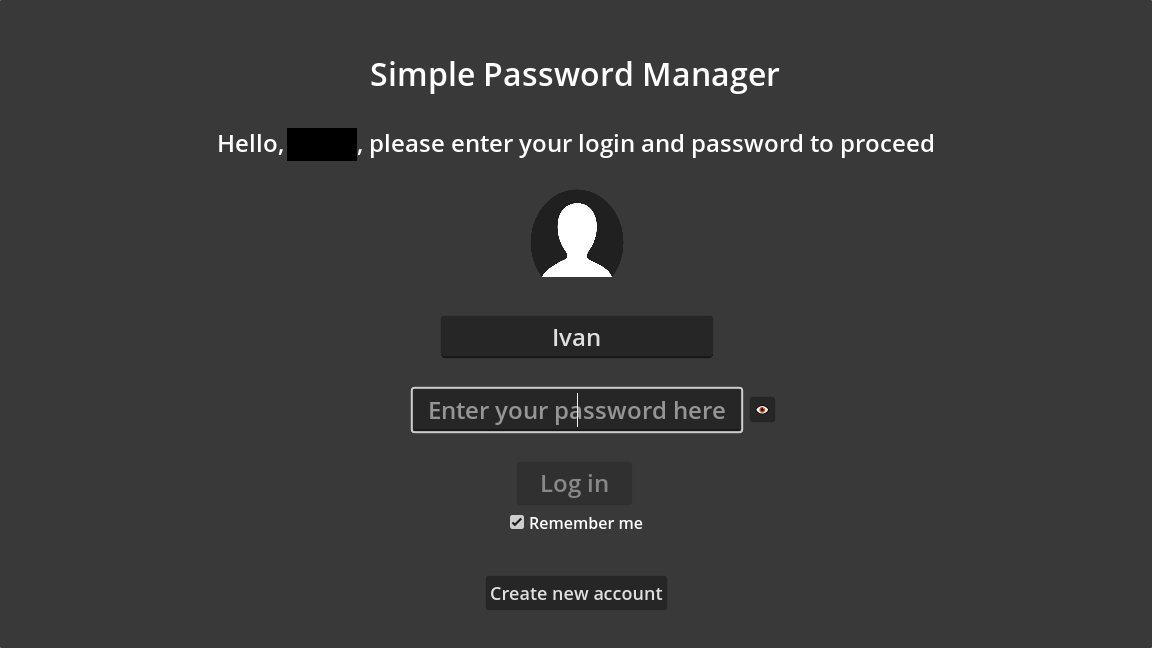 Simple Password Manager
Hello, , please enter your login and password to proceed
Ivan
Enter your password here
Log in
Remember me
Create new account